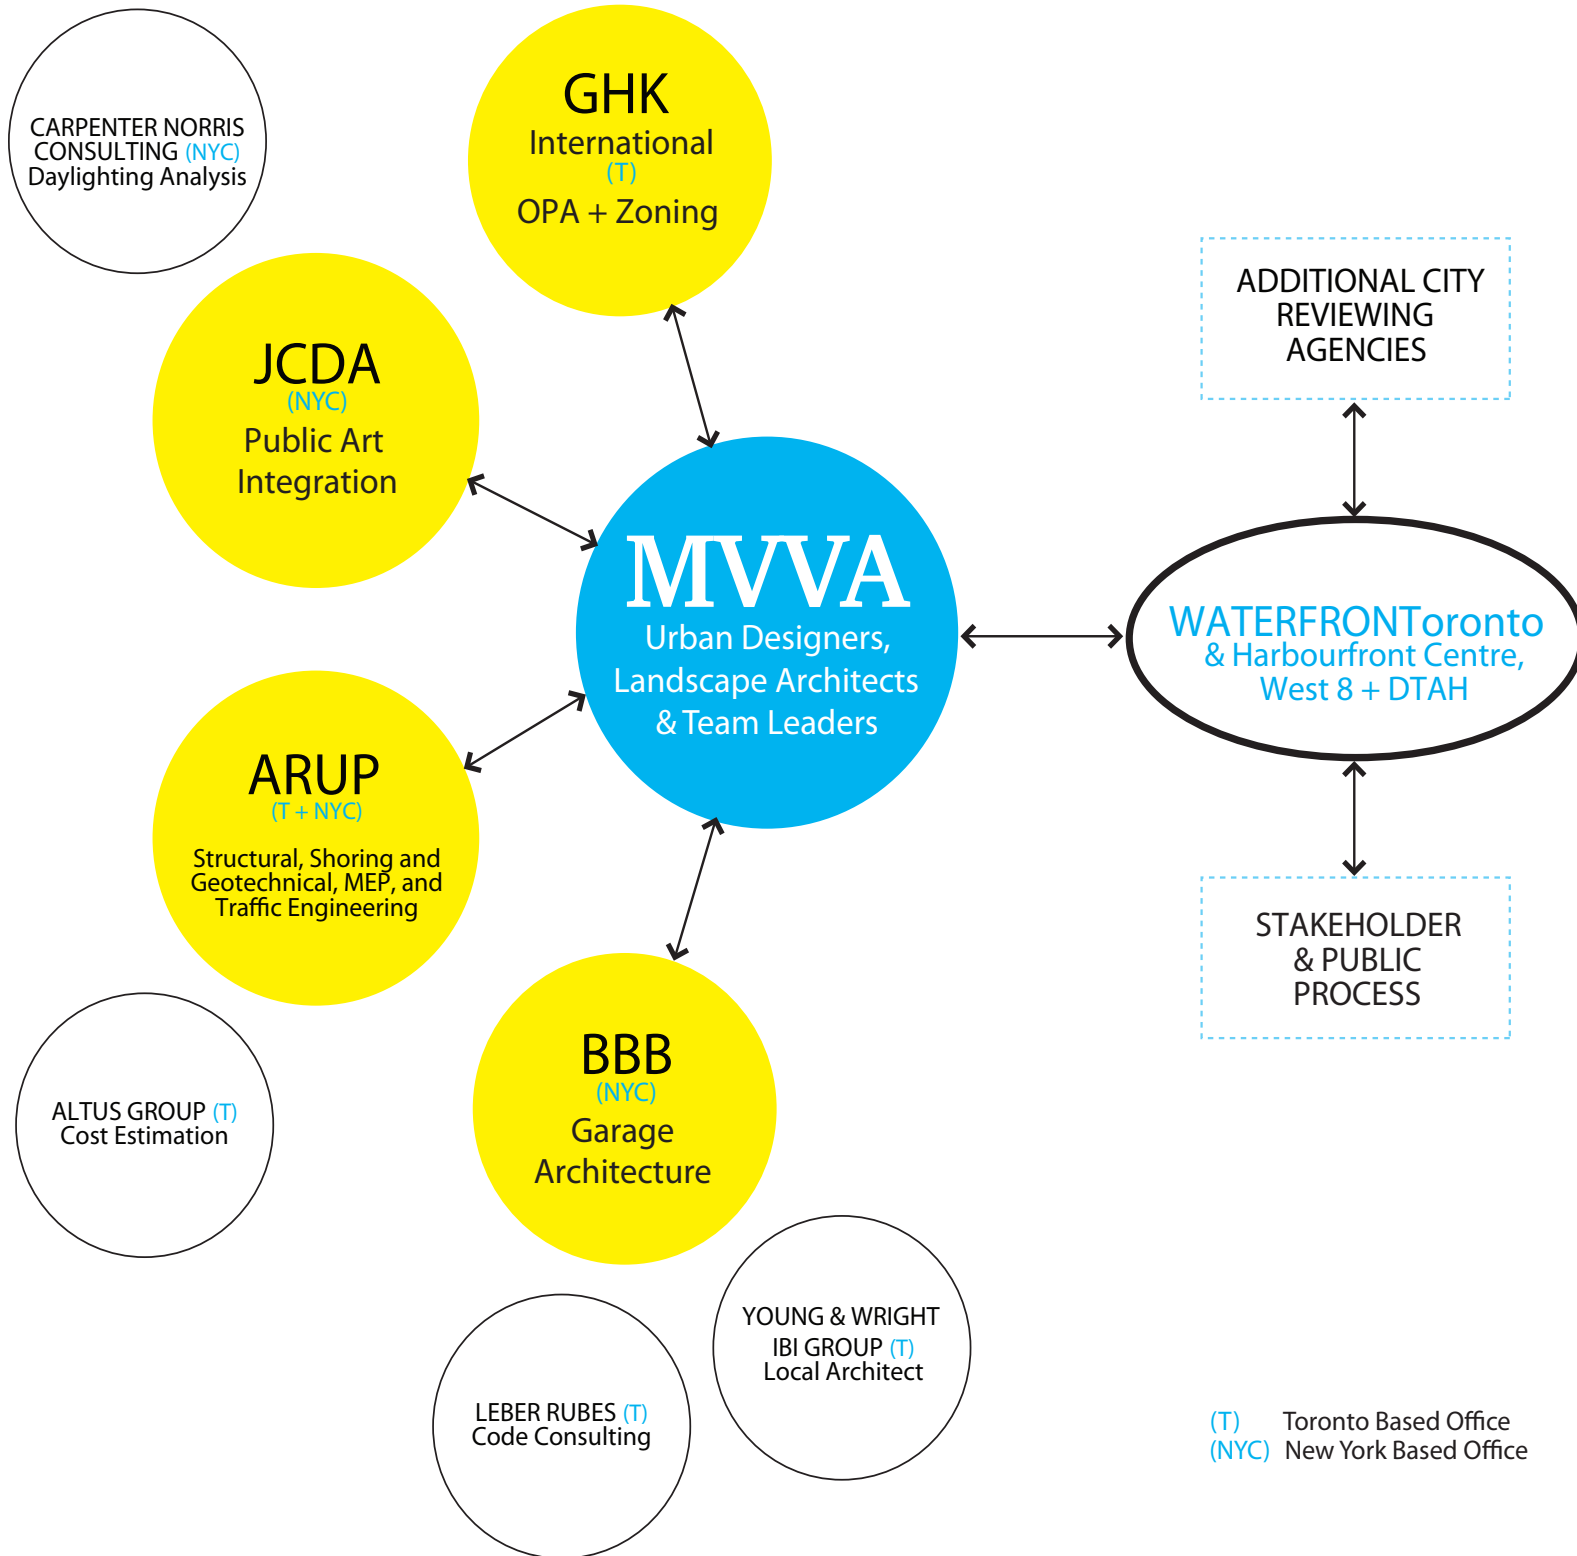 CARPENTER NORRIS
CONSULTING (NYC)
Daylighting Analysis
GHK
International
(T)
OPA + Zoning
JCDA
(NYC)
Public Art
Integration
MVVA
Urban Designers,
Landscape Architects
& Team Leaders
ARUP
(T + NYC)
Structural, Shoring and
Geotechnical, MEP, and
Traffic Engineering
ALTUS GROUP (T)
Cost Estimation
BBB
(NYC)
Garage
Architecture
LEBER RUBES (T)
Code Consulting
YOUNG & WRIGHT
IBI GROUP (T)
Local Architect
ADDITIONAL CITY
REVIEWING
AGENCIES
WATERFRONToronto
& Harbourfront Centre,
West 8 + DTAH
STAKEHOLDER
& PUBLIC
PROCESS
(T) Toronto Based Office
(NYC) New York Based Office